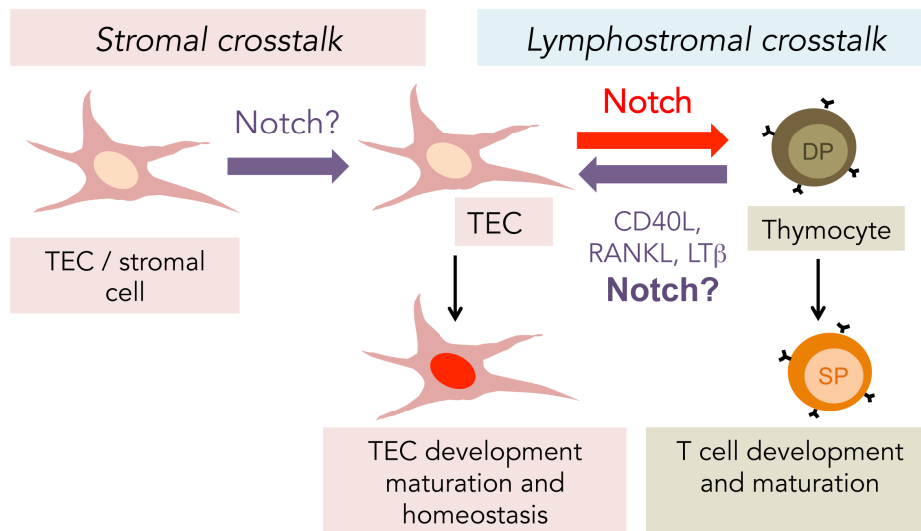 Stromal crosstalk
Lymphostromal crosstalk
Notch?
Notch
DP
TEC
CD40L,
RANKL, LTβ
Notch?
Thymocyte
TEC / stromal
cell
SP
TEC development
maturation and
homeostasis
T cell development
and maturation